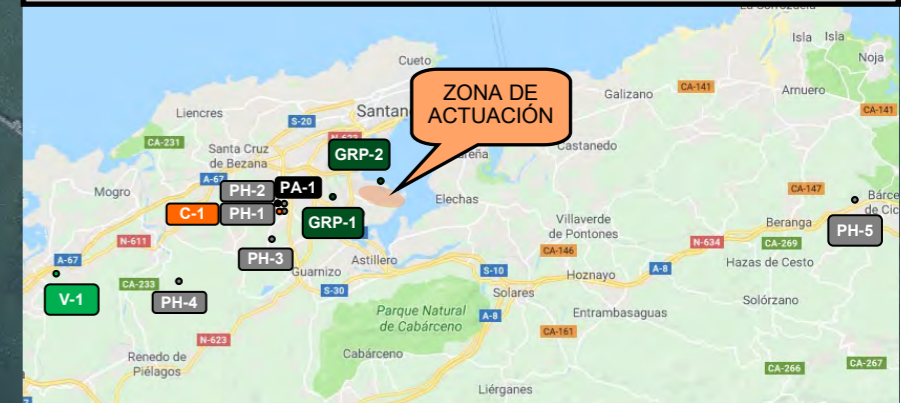 Isla
Isla
Noja
Cueto
ZONA DE
ACTUACIÓN
Galizano
CA-141
Arnuero
CA-141
Liencres
S-20
Santan
N-623
CA-231
Santa Cruz
de Bezana
GRP-2
Castanedo
A-67
PH-2
PA-1
Mogro
Elechas
CA-147
Bárce
de Cic
C-1
PH-1
GRP-1
Villaverde
de Pontones
Beranga
PH-5
N-611
A-67
PH-3
Astillero
CA-146
N-634
CA-269
Guarnizo
S-10
Hoznayo
A-8
Hazas de Cesto
V-1
CA-233
PH-4
S-30
Solares
Solórzano
Parque Natural
de Cabárceno
A-8
Entrambasaguas
N-623
CA-161
Renedo de
Piélagos
Cabárceno
CA-266
CA-267
Liérganes